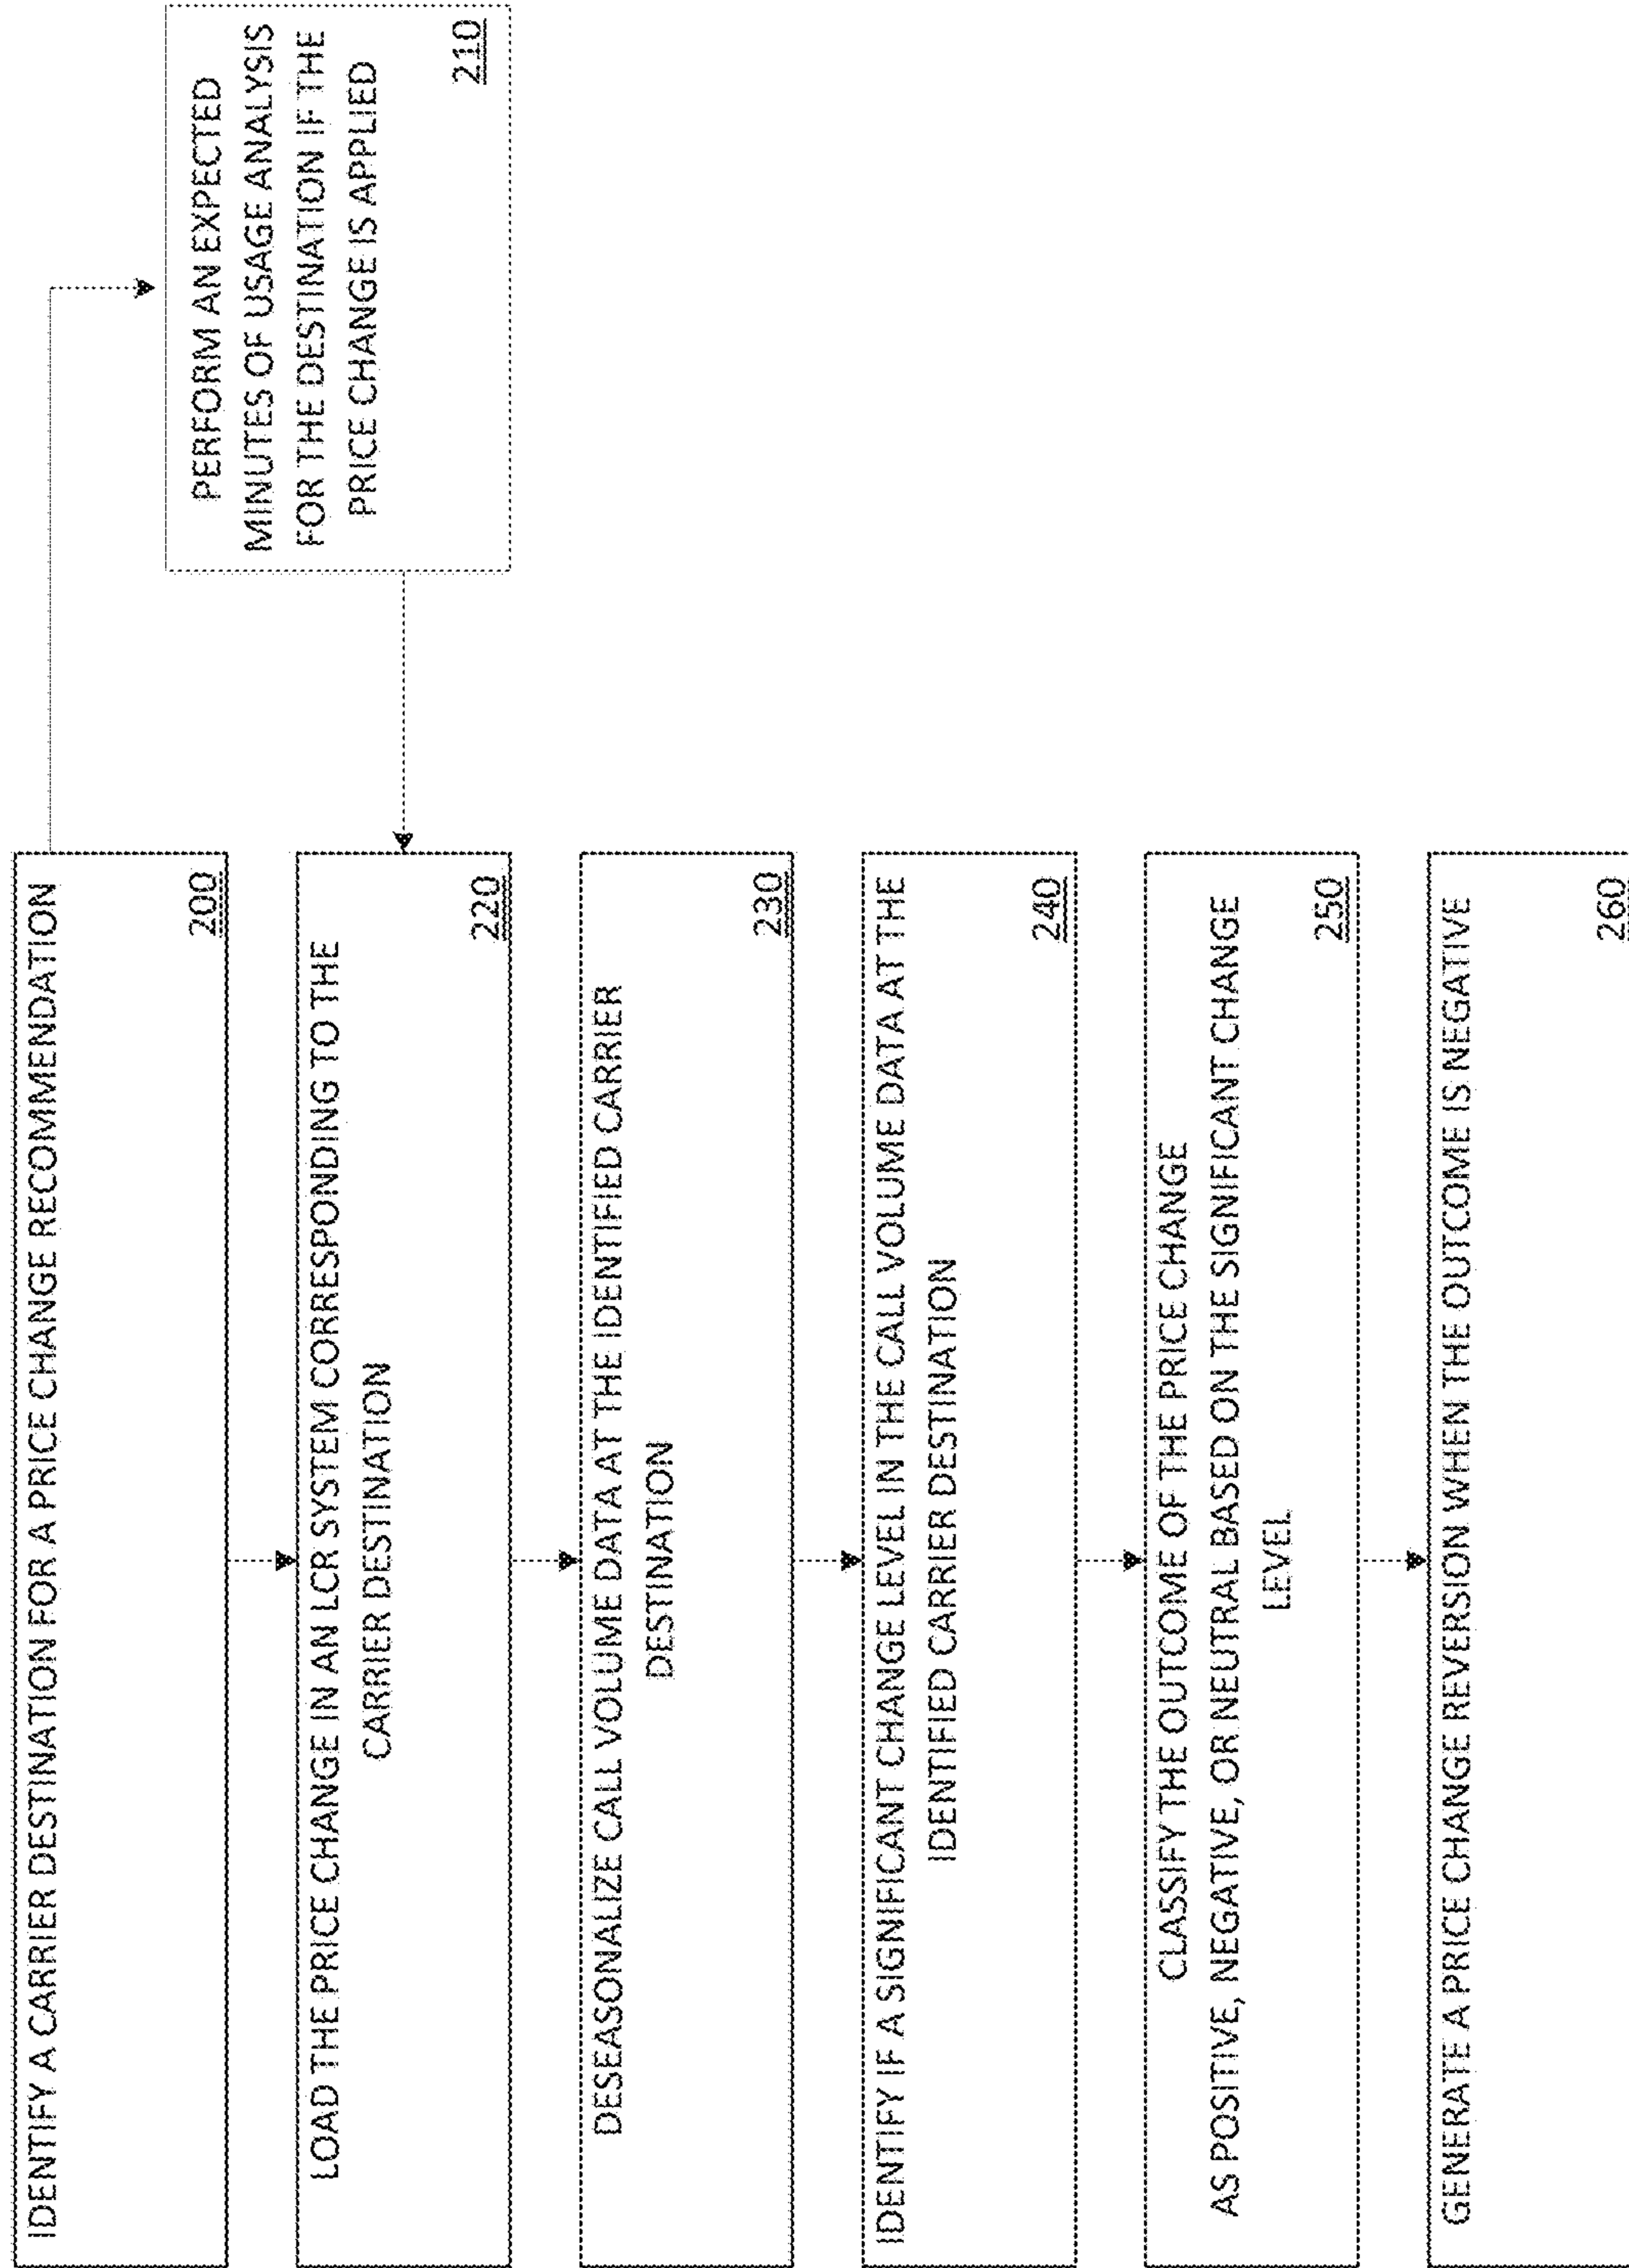 IDENTIFY A CARRIER DESTINATION FOR A PRICE CHANGE RECOMMENDATION
200
PERFORM AN EXPECTED
MINUTES OF USAGE ANALYSIS
FOR THE DESTINATION IF THE
PRICE CHANGE IS APPLIED
210
LOAD THE PRICE CHANGE IN AN LCR SYSTEM CORRESPONDING TO THE
CARRIER DESTINATION
220
DESEASONALIZE CALL VOLUME DATA AT THE IDENTIFIED CARRIER
DESTINATION
230
IDENTIFY IF A SIGNIFICANT CHANGE LEVEL IN THE CALL VOLUME DATA AT THE
IDENTIFIED CARRIER DESTINATION
240
CLASSIFY THE OUTCOME OF THE PRICE CHANGE
AS POSITIVE, NEGATIVE, OR NEUTRAL BASED ON THE SIGNIFICANT CHANGE
LEVEL
250
GENERATE A PRICE CHANGE REVERSION WHEN THE OUTCOME IS NEGATIVE
260